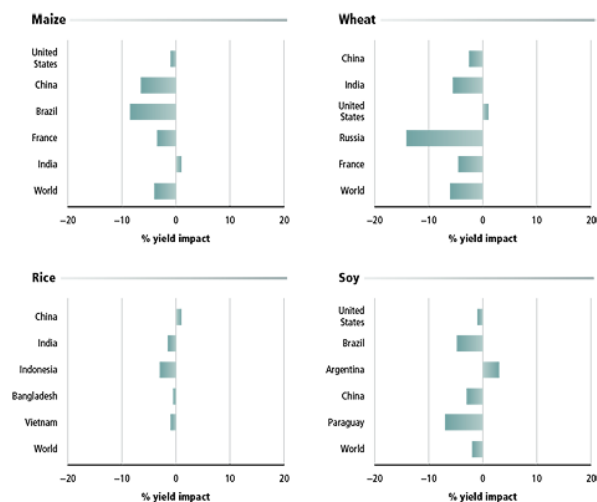 Maize
United
States
China
Brazil
France
India
World
−20 −10 0 10 20
% yield impact
Wheat
China
India
United
States
Russia
France
World
−20 −10 0 10 20
% yield impact
Rice
China
India
Indonesia
Bangladesh
Vietnam
World
−20 −10 0 10 20
% yield impact
Soy
United
States
Brazil
Argentina
China
Paraguay
World
−20 −10 0 10 20
% yield impact